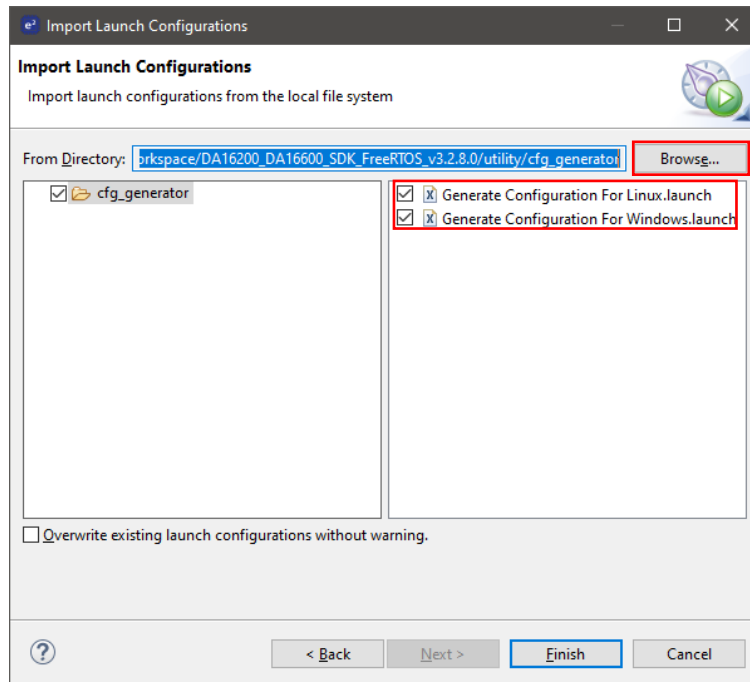 e² Import Launch Configurations
Import Launch Configurations
Import launch configurations from the local file system
From Directory: orkspace/DA16200_DA16600_SDK_FreeRTOS_v3.2.8.0/utility/cfg_generator Browse...
cfg_generator
Generate Configuration For Linux.launch
Generate Configuration For Windows.launch
Overwrite existing launch configurations without warning.
? < Back Next > Finish Cancel